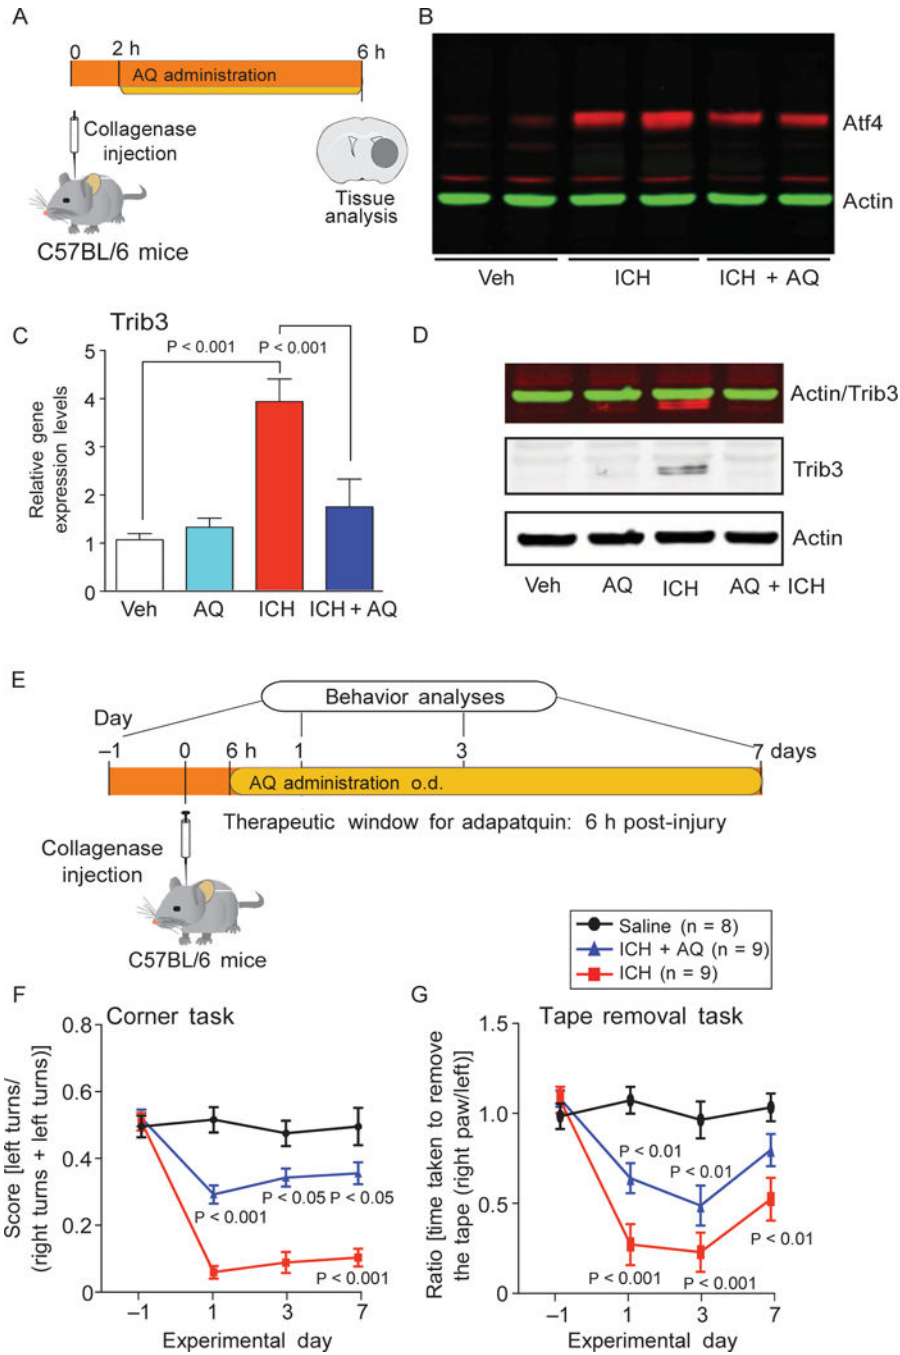 A
0
2 h
6 h
AQ administration
Collagenase
injection
Tissue
analysis
C57BL/6 mice
B
Atf4
Actin
Veh
ICH
ICH + AQ
C
Trib3
P < 0.001
P < 0.001
Relative gene
expression levels
5
4
3
2
1
0
Veh
AQ
ICH
ICH + AQ
D
Actin/Trib3
Trib3
Actin
Veh
AQ
ICH
AQ + ICH
E
Behavior analyses
Day
–1
0
6 h
1
3
7 days
AQ administration o.d.
Therapeutic window for adapatquin: 6 h post-injury
Collagenase
injection
C57BL/6 mice
Saline (n = 8)
ICH + AQ (n = 9)
ICH (n = 9)
F
Corner task
Score [left turns/
(right turns + left turns)]
0.8
0.6
0.4
0.2
0
P < 0.001
P < 0.05
P < 0.05
P < 0.001
–1
1
3
7
Experimental day
G
Tape removal task
Ratio [time taken to remove
the tape (right paw/left)]
1.5
1.0
0.5
0
P < 0.01
P < 0.01
P < 0.01
P < 0.001
P < 0.001
–1
1
3
7
Experimental day